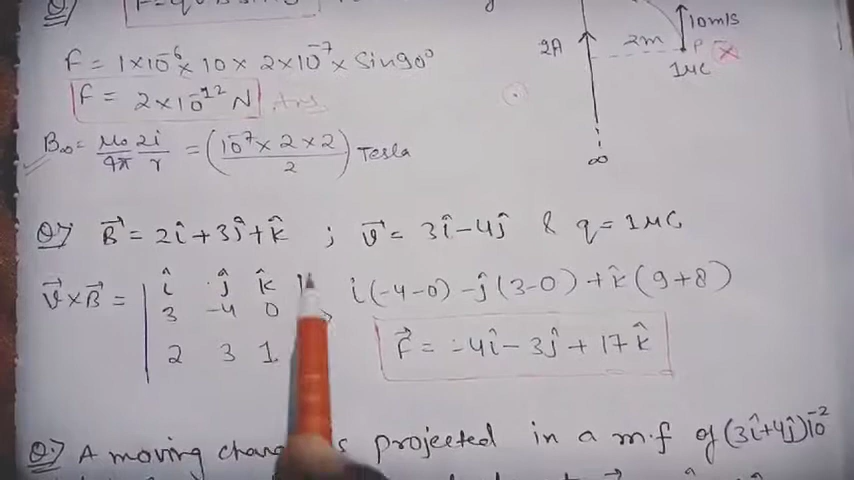 10m/s
2A
2m P
1μC X
F = 1×10⁻⁶ × 10 × 2×10⁻⁷ × Sin90°
F = 2×10⁻¹² N Ans
B∞ = μ₀/4π 2i/r = (10⁻⁷×2×2/2) Tesla
∞
Q.7 B⃗ = 2î+3ĵ+k̂ ; v⃗ = 3î-4ĵ & q = 1μC
v⃗×B⃗ = | î ĵ k̂ i(-4-0) -ĵ(3-0) + k̂(9+8)
3 -4 0
2 3 1
F⃗ = -4î-3ĵ+17k̂
Q.7 A moving is projected in a m.f of (3î+4ĵ)10⁻²